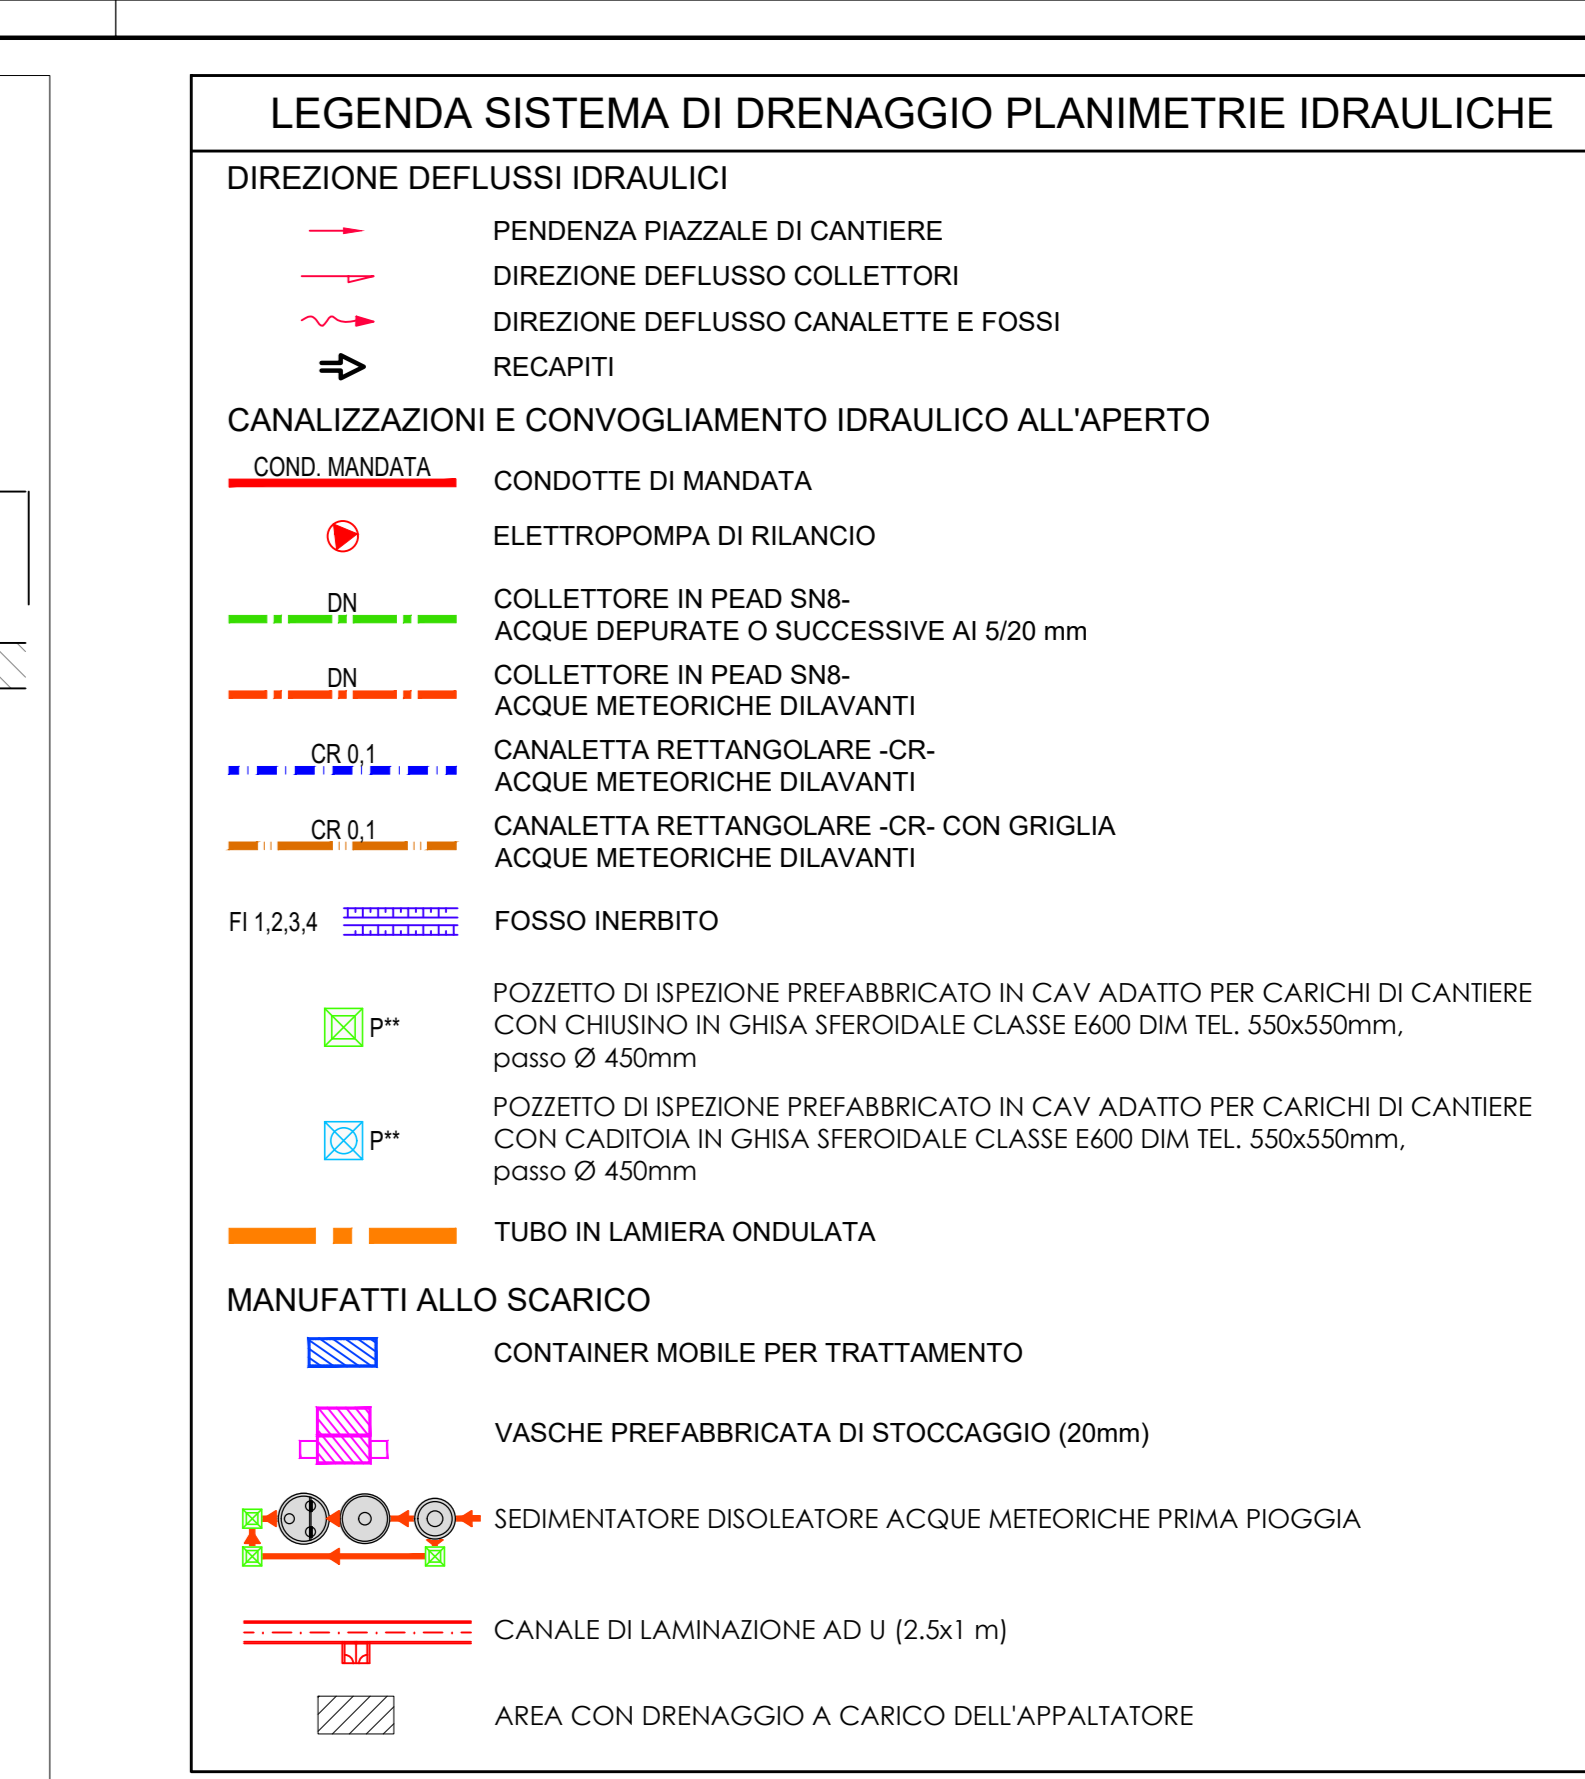 LEGENDA SISTEMA DI DRENAGGIO PLANIMETRIE IDRAULICHE
DIREZIONE DEFLUSSI IDRAULICI
PENDENZA PIAZZALE DI CANTIERE
DIREZIONE DEFLUSSO COLLETTORI
DIREZIONE DEFLUSSO CANALETTE E FOSSI
RECAPITI
CANALIZZAZIONI E CONVOGLIAMENTO IDRAULICO ALL'APERTO
COND. MANDATA
CONDOTTE DI MANDATA
ELETTROPOMPA DI RILANCIO
DN
COLLETTORE IN PEAD SN8-
ACQUE DEPURATE O SUCCESSIVE AI 5/20 mm
DN
COLLETTORE IN PEAD SN8-
ACQUE METEORICHE DILAVANTI
CR 0,1
CANALETTA RETTANGOLARE -CR-
ACQUE METEORICHE DILAVANTI
CR 0,1
CANALETTA RETTANGOLARE -CR- CON GRIGLIA
ACQUE METEORICHE DILAVANTI
FI 1,2,3,4
FOSSO INERBITO
P**
POZZETTO DI ISPEZIONE PREFABBRICATO IN CAV ADATTO PER CARICHI DI CANTIERE
CON CHIUSINO IN GHISA SFEROIDALE CLASSE E600 DIM TEL. 550x550mm,
passo Ø 450mm
P**
POZZETTO DI ISPEZIONE PREFABBRICATO IN CAV ADATTO PER CARICHI DI CANTIERE
CON CADITOIA IN GHISA SFEROIDALE CLASSE E600 DIM TEL. 550x550mm,
passo Ø 450mm
TUBO IN LAMIERA ONDULATA
MANUFATTI ALLO SCARICO
CONTAINER MOBILE PER TRATTAMENTO
VASCHE PREFABBRICATA DI STOCCAGGIO (20mm)
SEDIMENTATORE DISOLEATORE ACQUE METEORICHE PRIMA PIOGGIA
CANALE DI LAMINAZIONE AD U (2.5x1 m)
AREA CON DRENAGGIO A CARICO DELL'APPALTATORE